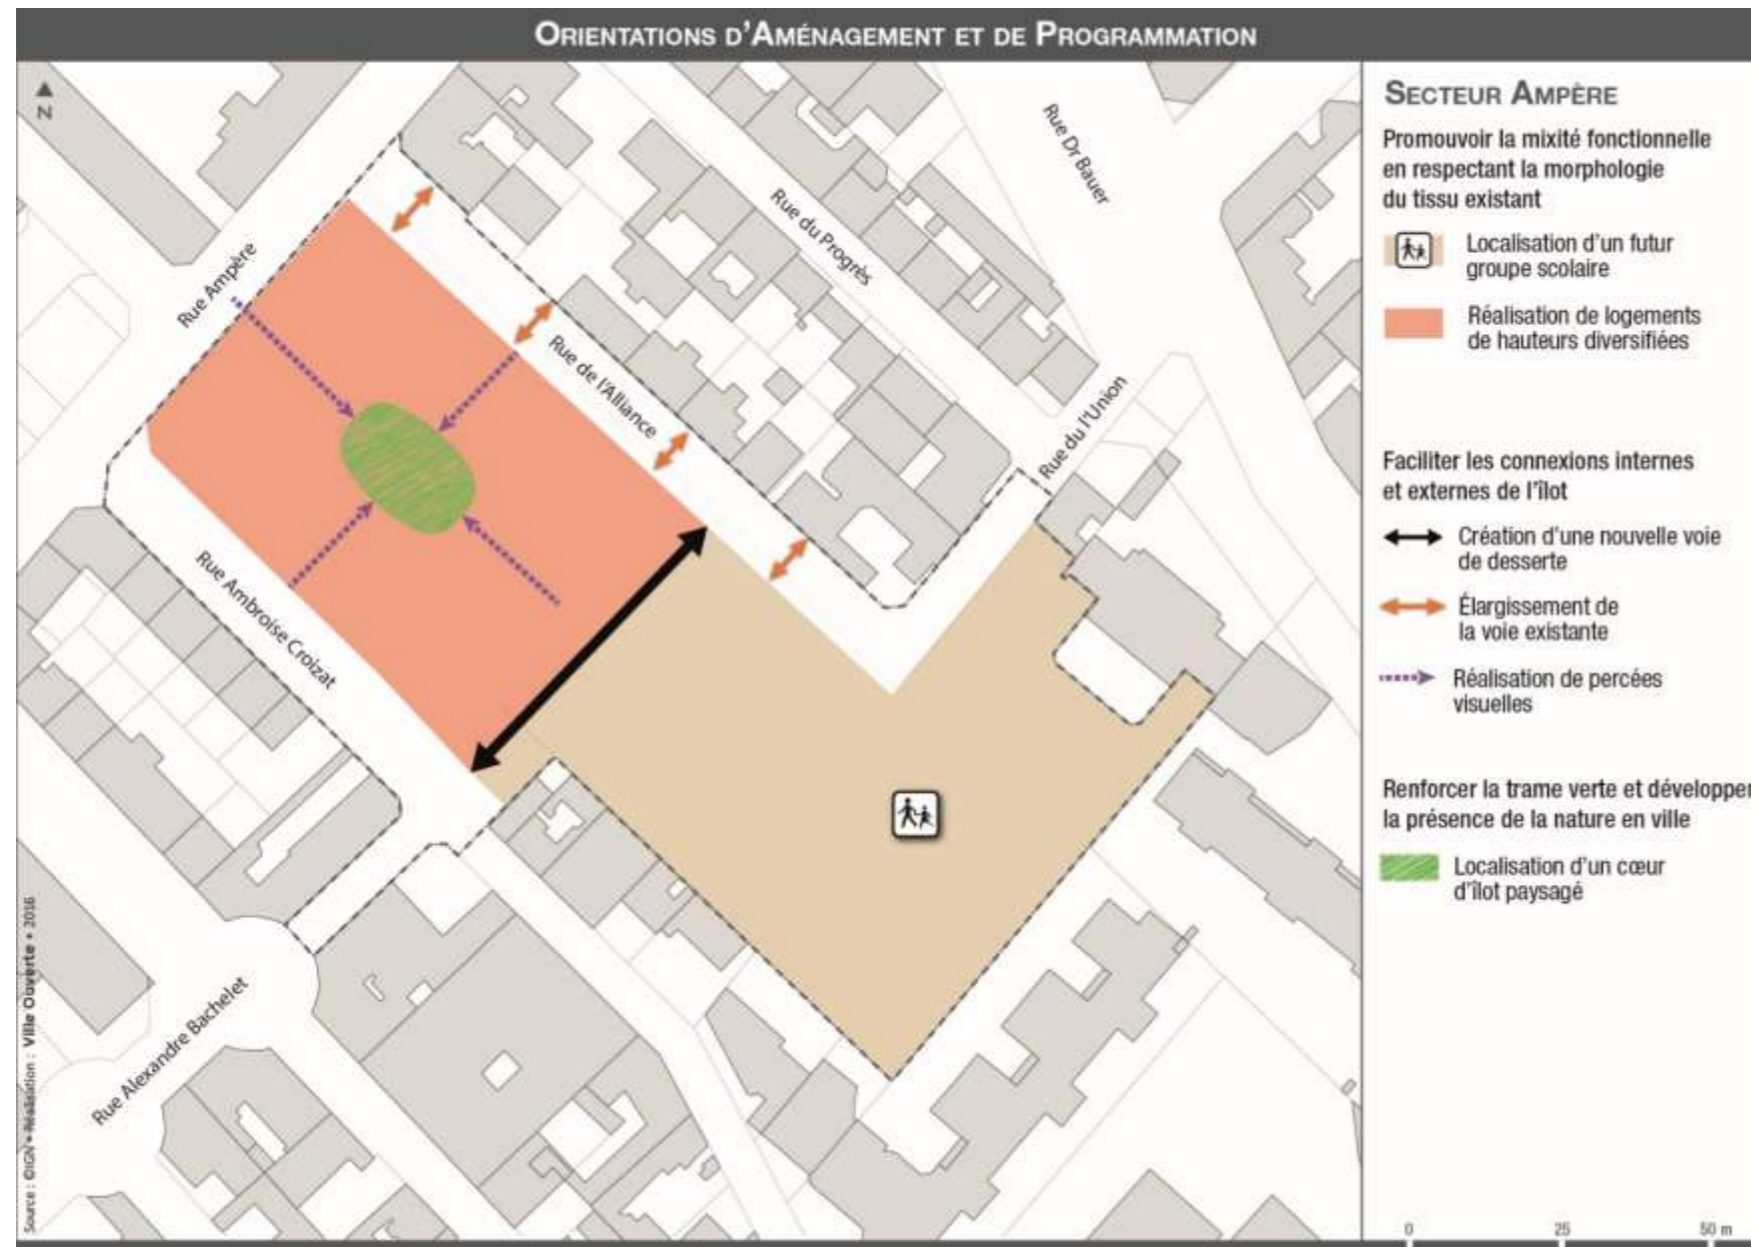 ORIENTATIONS D'AMÉNAGEMENT ET DE PROGRAMMATION
N
Rue Ampère
Rue de l'Alliance
Rue du Progrès
Rue Dr Bauer
Rue du l'Union
Rue Ambroise Croizat
Rue Alexandre Bachelet
Source : ©IGN • Réalisation : Ville Ouverte • 2016
SECTEUR AMPÈRE
Promouvoir la mixité fonctionnelle
en respectant la morphologie
du tissu existant
Localisation d'un futur
groupe scolaire
Réalisation de logements
de hauteurs diversifiées
Faciliter les connexions internes
et externes de l'îlot
Création d'une nouvelle voie
de desserte
Élargissement de
la voie existante
Réalisation de percées
visuelles
Renforcer la trame verte et développer
la présence de la nature en ville
Localisation d'un cœur
d'îlot paysagé
0 25 50 m